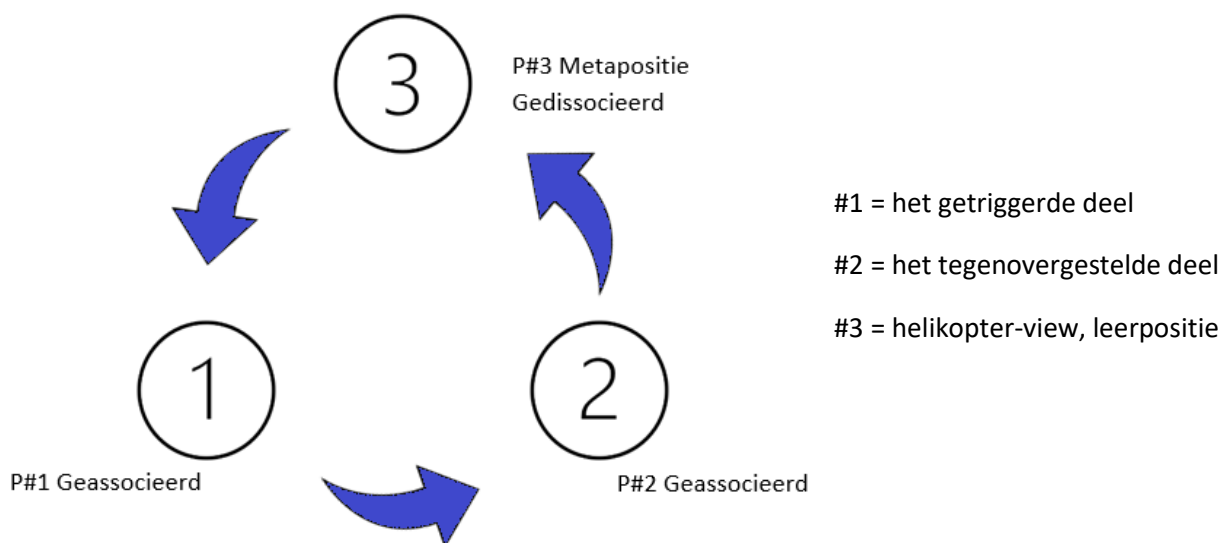 3
P#3 Metapositie
Gedissocieerd
#1 = het getriggerde deel
#2 = het tegenovergestelde deel
#3 = helikopter-view, leerpositie
1
2
P#1 Geassocieerd
P#2 Geassocieerd